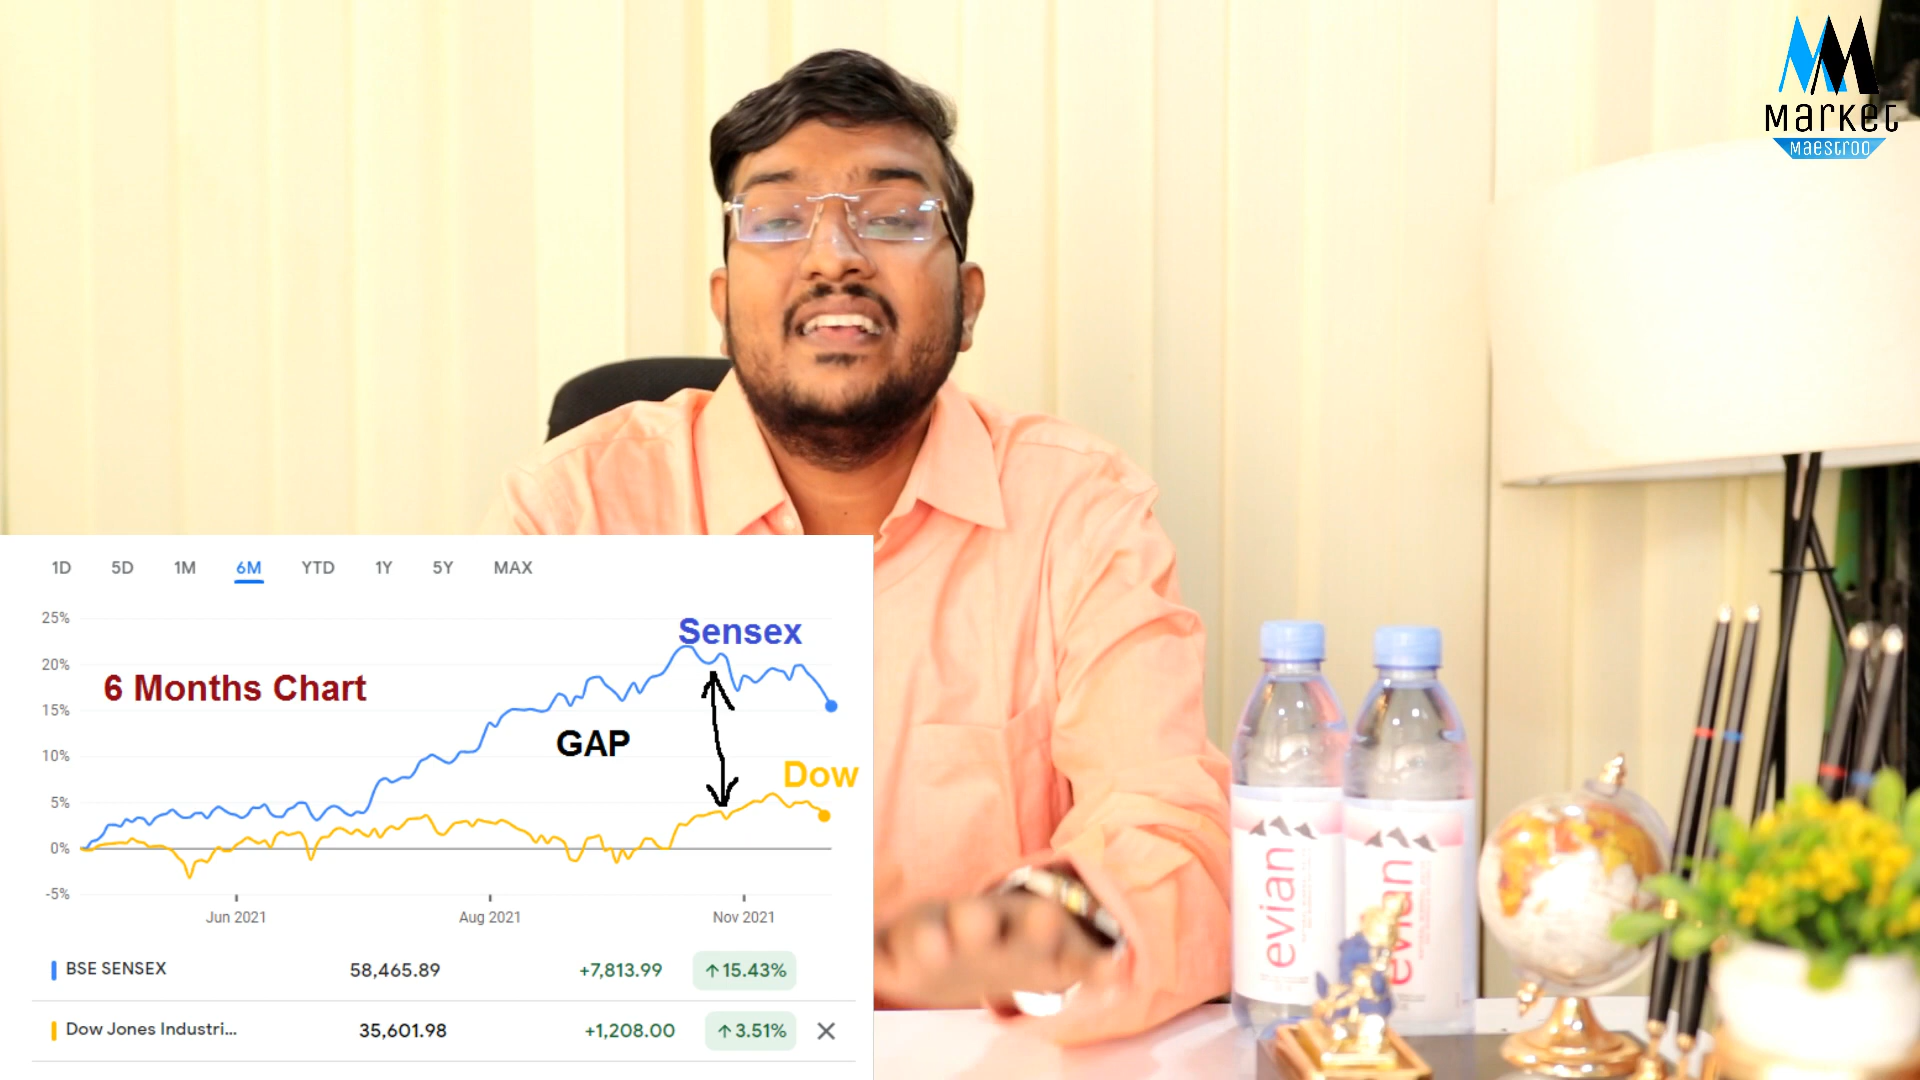 Market
Maestroo
1D 5D 1M 6M YTD 1Y 5Y MAX
25%
Sensex
20%
6 Months Chart
15%
GAP
10%
Dow
5%
0%
-5%
Jun 2021 Aug 2021 Nov 2021
BSE SENSEX 58,465.89 +7,813.99 ↑15.43%
Dow Jones Industri... 35,601.98 +1,208.00 ↑3.51% ×
evian
evian